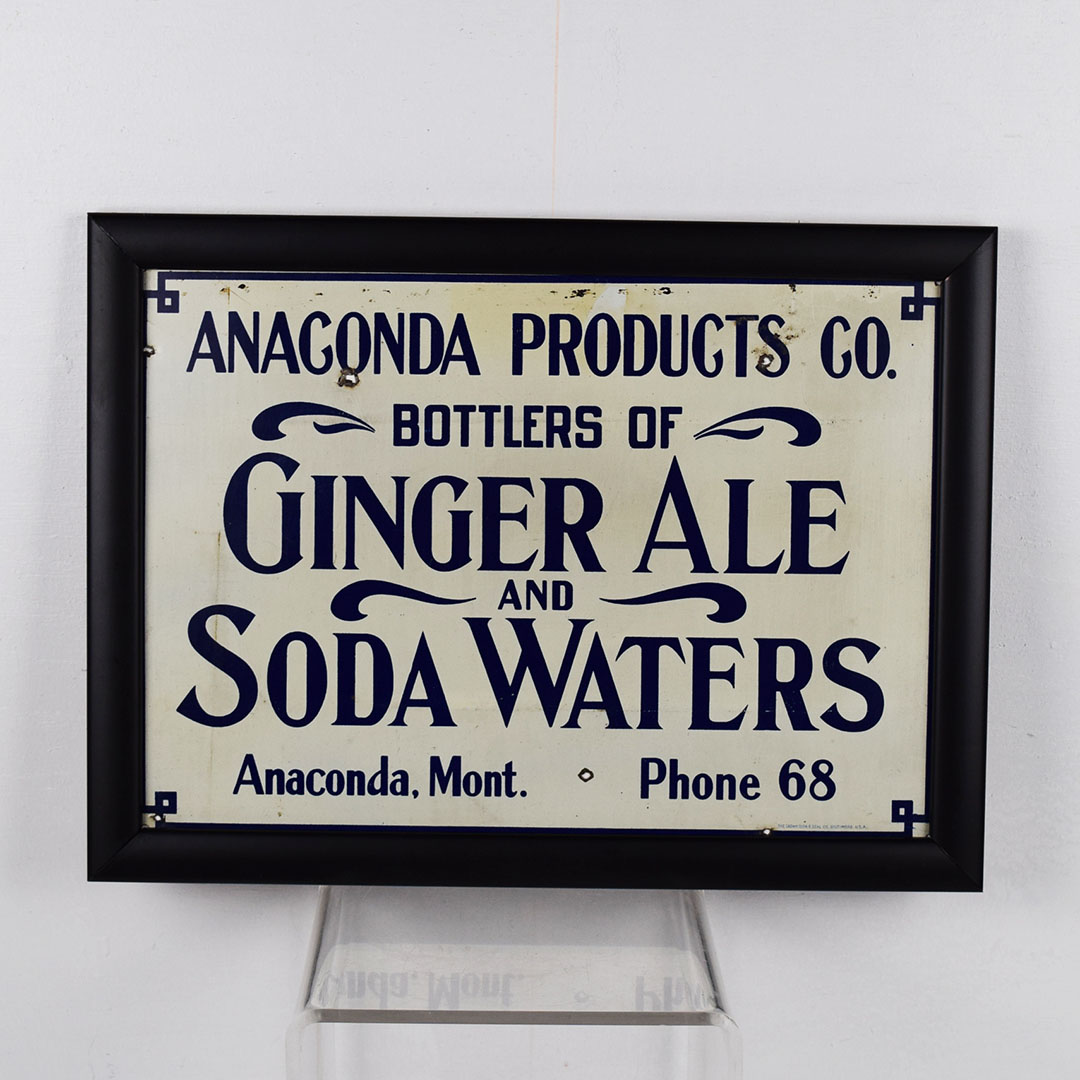 ANACONDA PRODUCTS CO.
BOTTLERS OF
GINGER ALE
AND
SODA WATERS
Anaconda, Mont. Phone 68